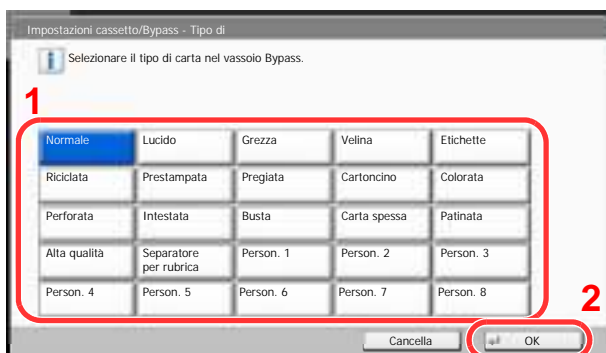 Impostazioni cassetto/Bypass - Tipo di
Selezionare il tipo di carta nel vassoio Bypass.
1
Normale Lucido Grezza Velina Etichette
Riciclata Prestampata Pregiata Cartoncino Colorata
Perforata Intestata Busta Carta spessa Patinata
Alta qualità Separatore per rubrica Person. 1 Person. 2 Person. 3
Person. 4 Person. 5 Person. 6 Person. 7 Person. 8
2
Cancella OK